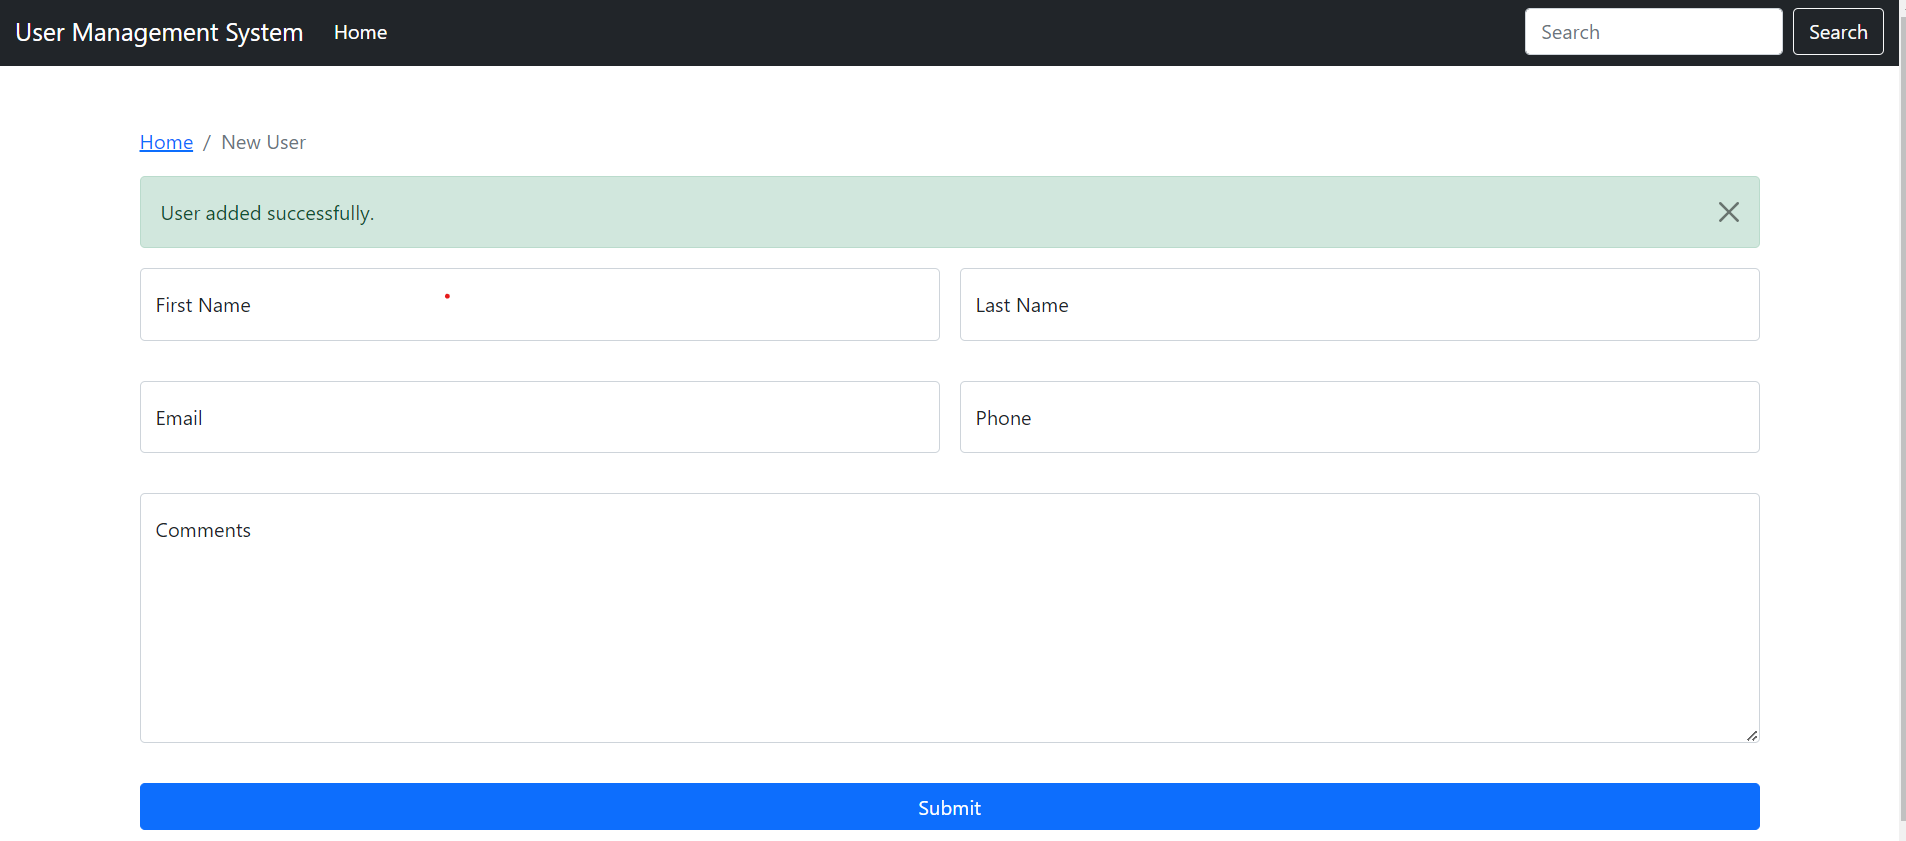 User Management System Home Search Search
Home / New User
User added successfully.
First Name Last Name
Email Phone
Comments
Submit